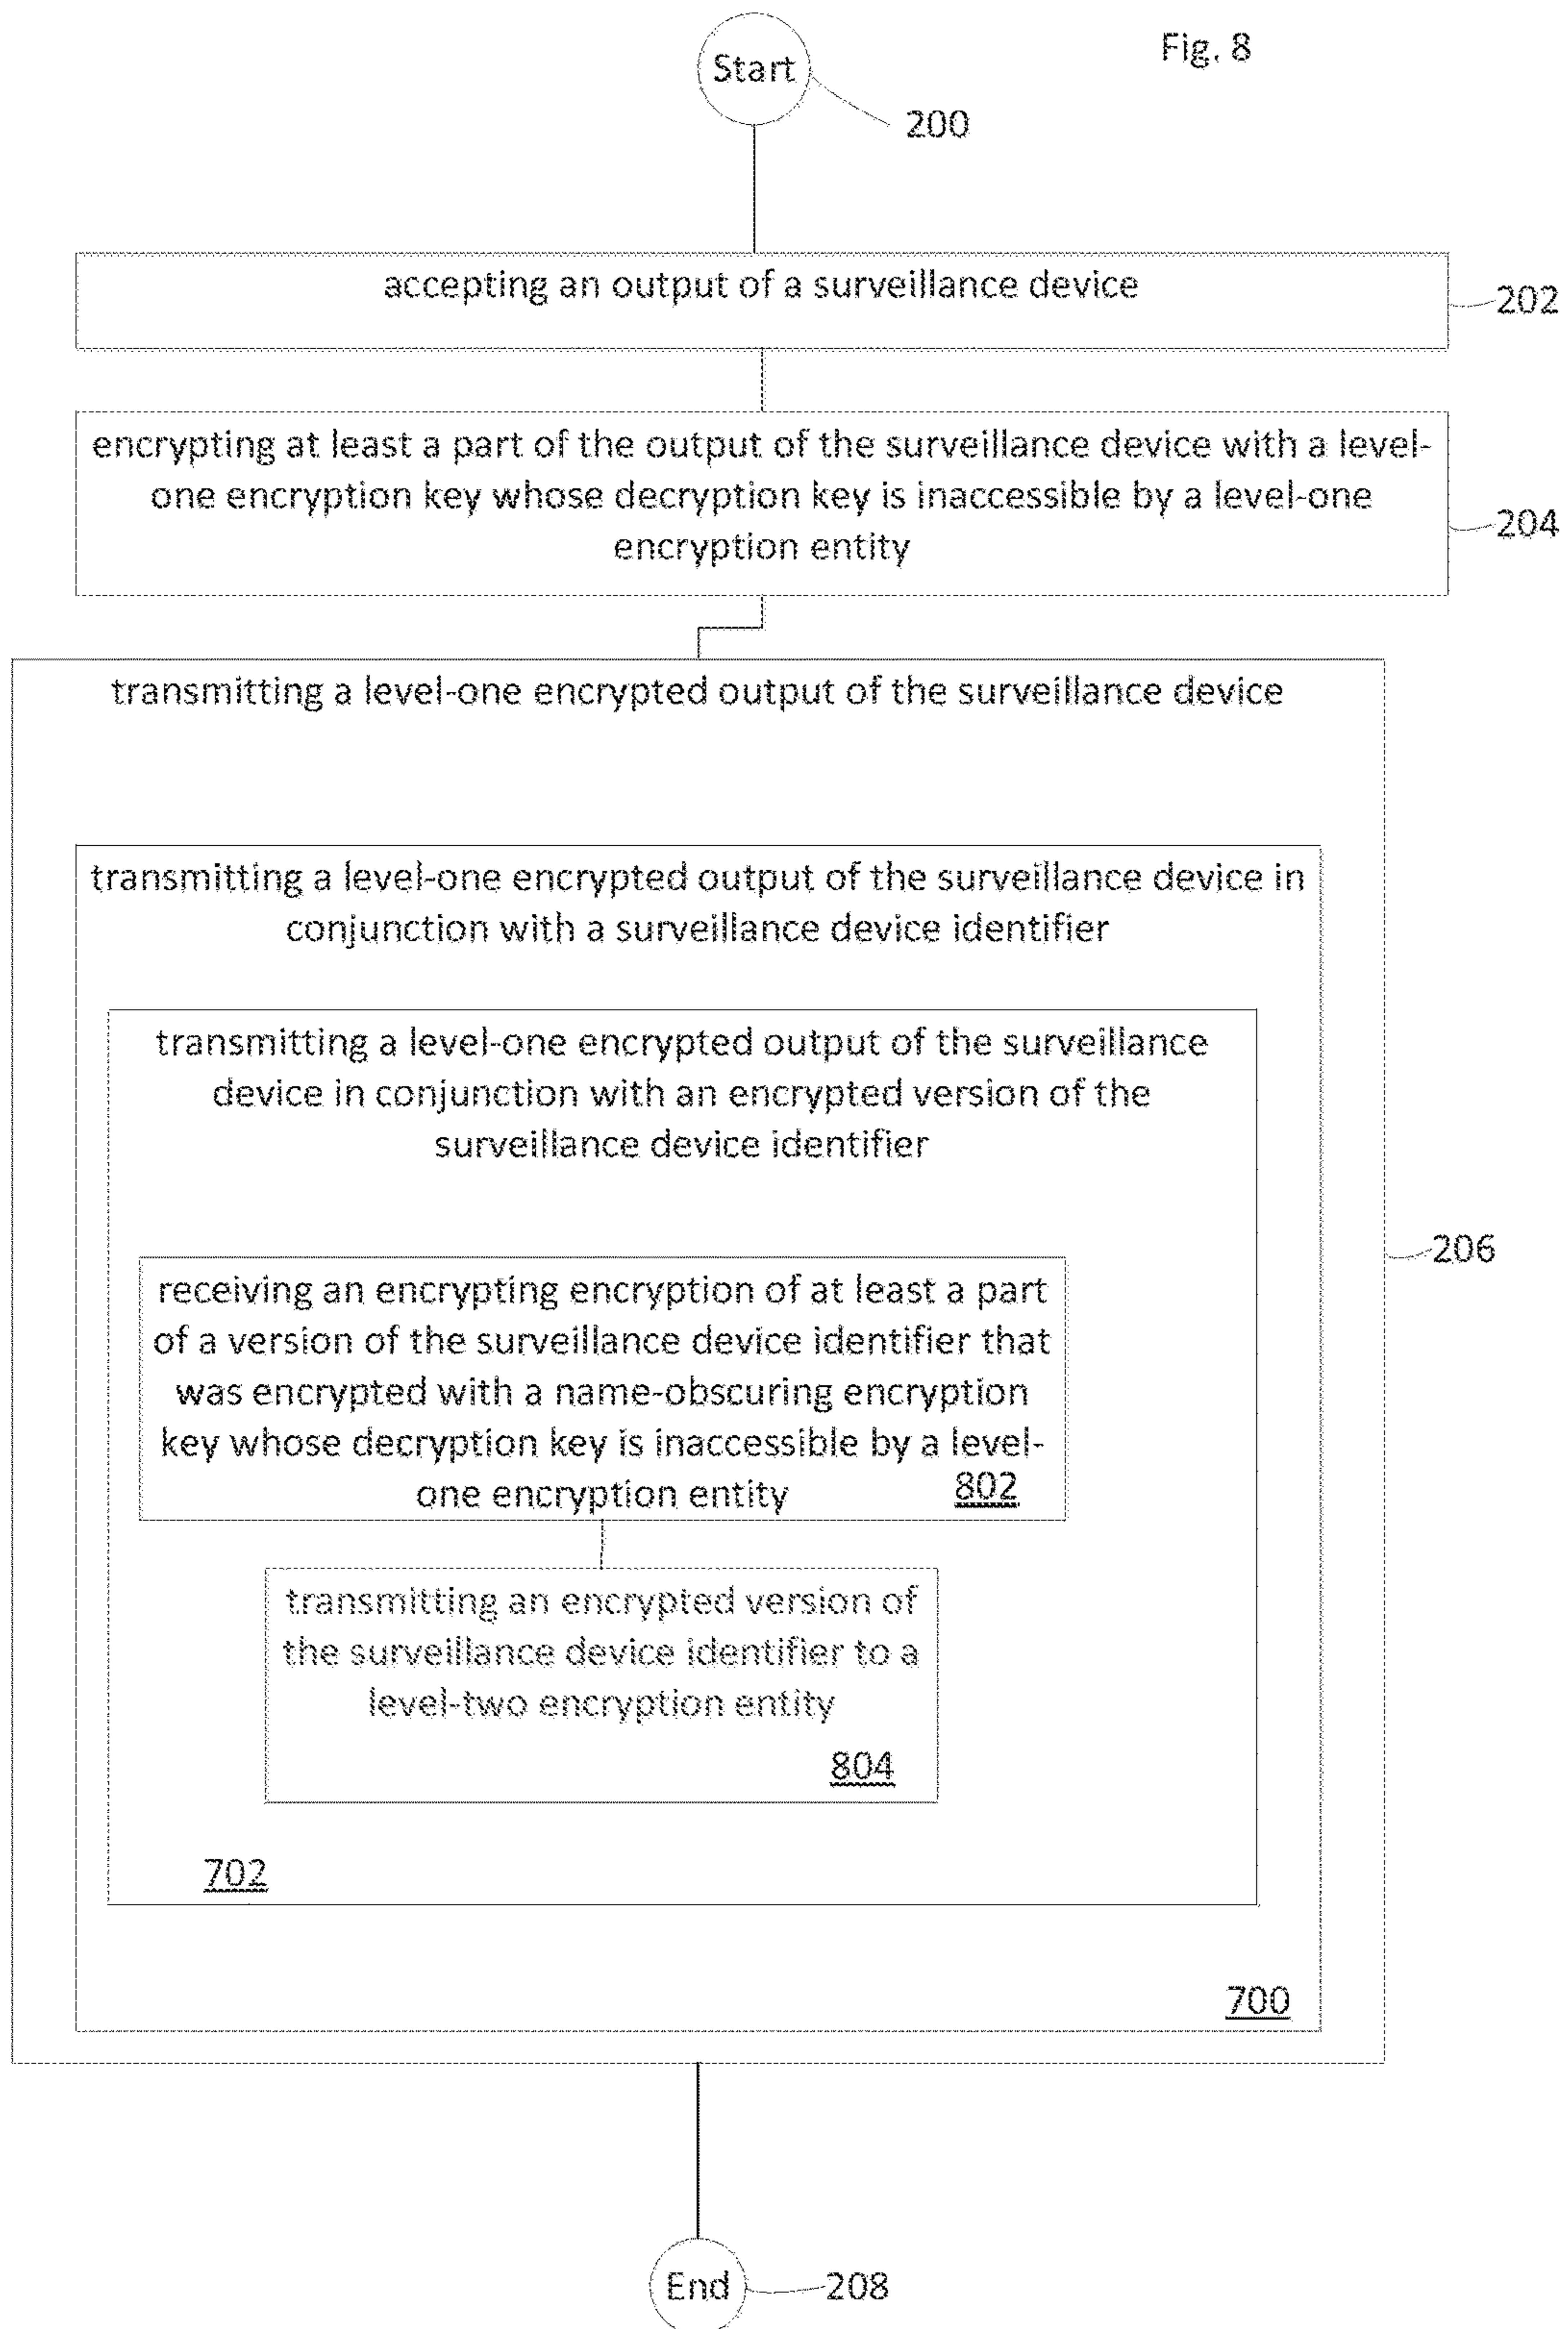 Fig. 8
Start
200
accepting an output of a surveillance device
202
encrypting at least a part of the output of the surveillance device with a level-
one encryption key whose decryption key is inaccessible by a level-one
encryption entity
204
transmitting a level-one encrypted output of the surveillance device
transmitting a level-one encrypted output of the surveillance device in
conjunction with a surveillance device identifier
transmitting a level-one encrypted output of the surveillance
device in conjunction with an encrypted version of the
surveillance device identifier
206
receiving an encrypting encryption of at least a part
of a version of the surveillance device identifier that
was encrypted with a name-obscuring encryption
key whose decryption key is inaccessible by a level-
one encryption entity
802
transmitting an encrypted version of
the surveillance device identifier to a
level-two encryption entity
804
702
700
End
208